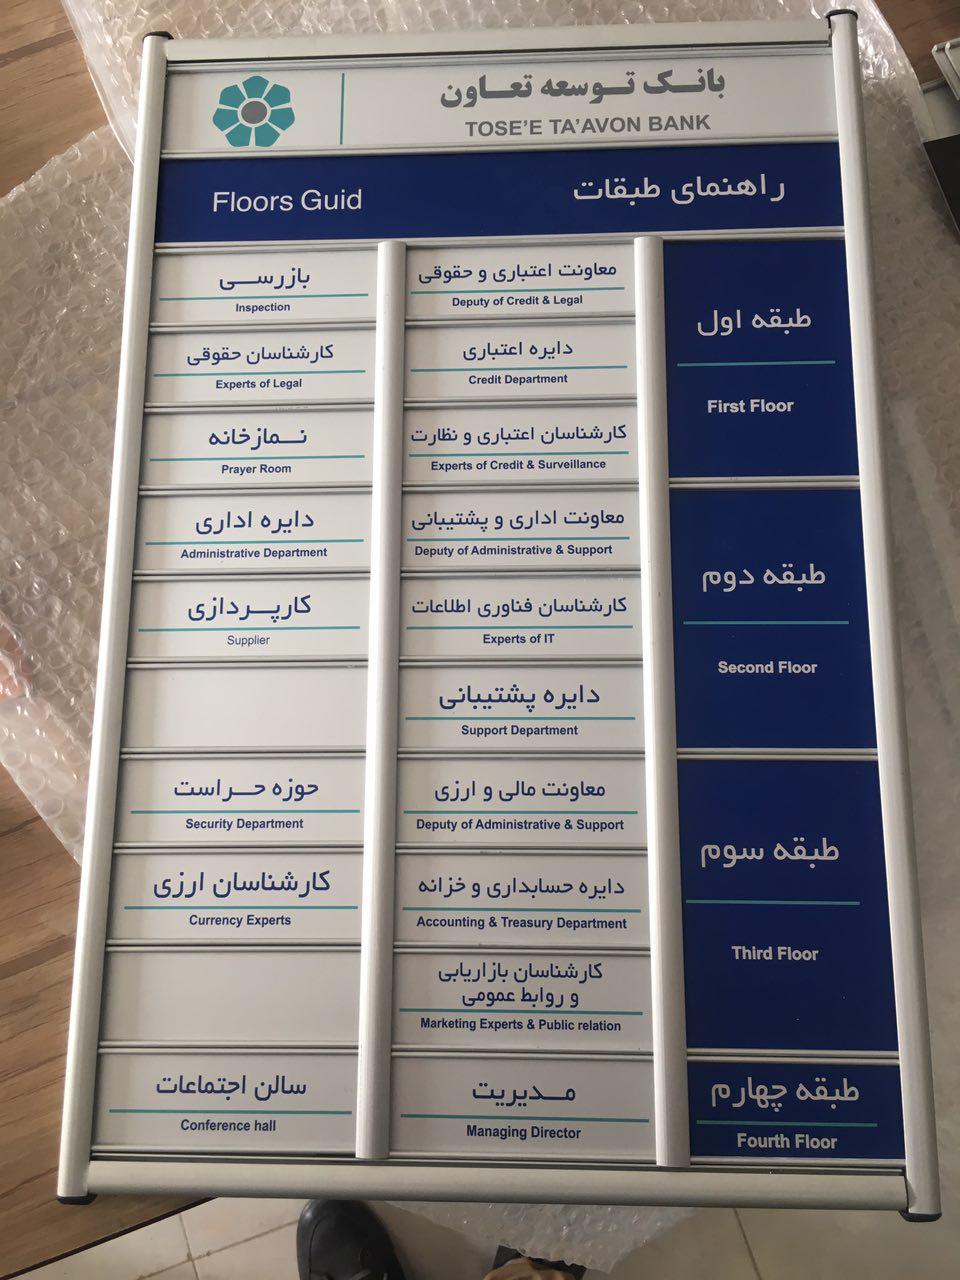 بانک توسعه تعاون
TOSE'E TA'AVON BANK
راهنمای طبقات
Floors Guid
طبقه اول
First Floor
معاونت اعتباری و حقوقی
Deputy of Credit & Legal
بازرسی
Inspection
دایره اعتباری
Credit Department
کارشناسان حقوقی
Experts of Legal
کارشناسان اعتباری و نظارت
Experts of Credit & Surveillance
نمازخانه
Prayer Room
طبقه دوم
Second Floor
معاونت اداری و پشتیبانی
Deputy of Administrative & Support
دایره اداری
Administrative Department
کارشناسان فناوری اطلاعات
Experts of IT
کارپردازی
Supplier
دایره پشتیبانی
Support Department
طبقه سوم
Third Floor
معاونت مالی و ارزی
Deputy of Administrative & Support
حوزه حراست
Security Department
دایره حسابداری و خزانه
Accounting & Treasury Department
کارشناسان ارزی
Currency Experts
کارشناسان بازاریابی
و روابط عمومی
Marketing Experts & Public relation
طبقه چهارم
Fourth Floor
مدیریت
Managing Director
سالن اجتماعات
Conference hall